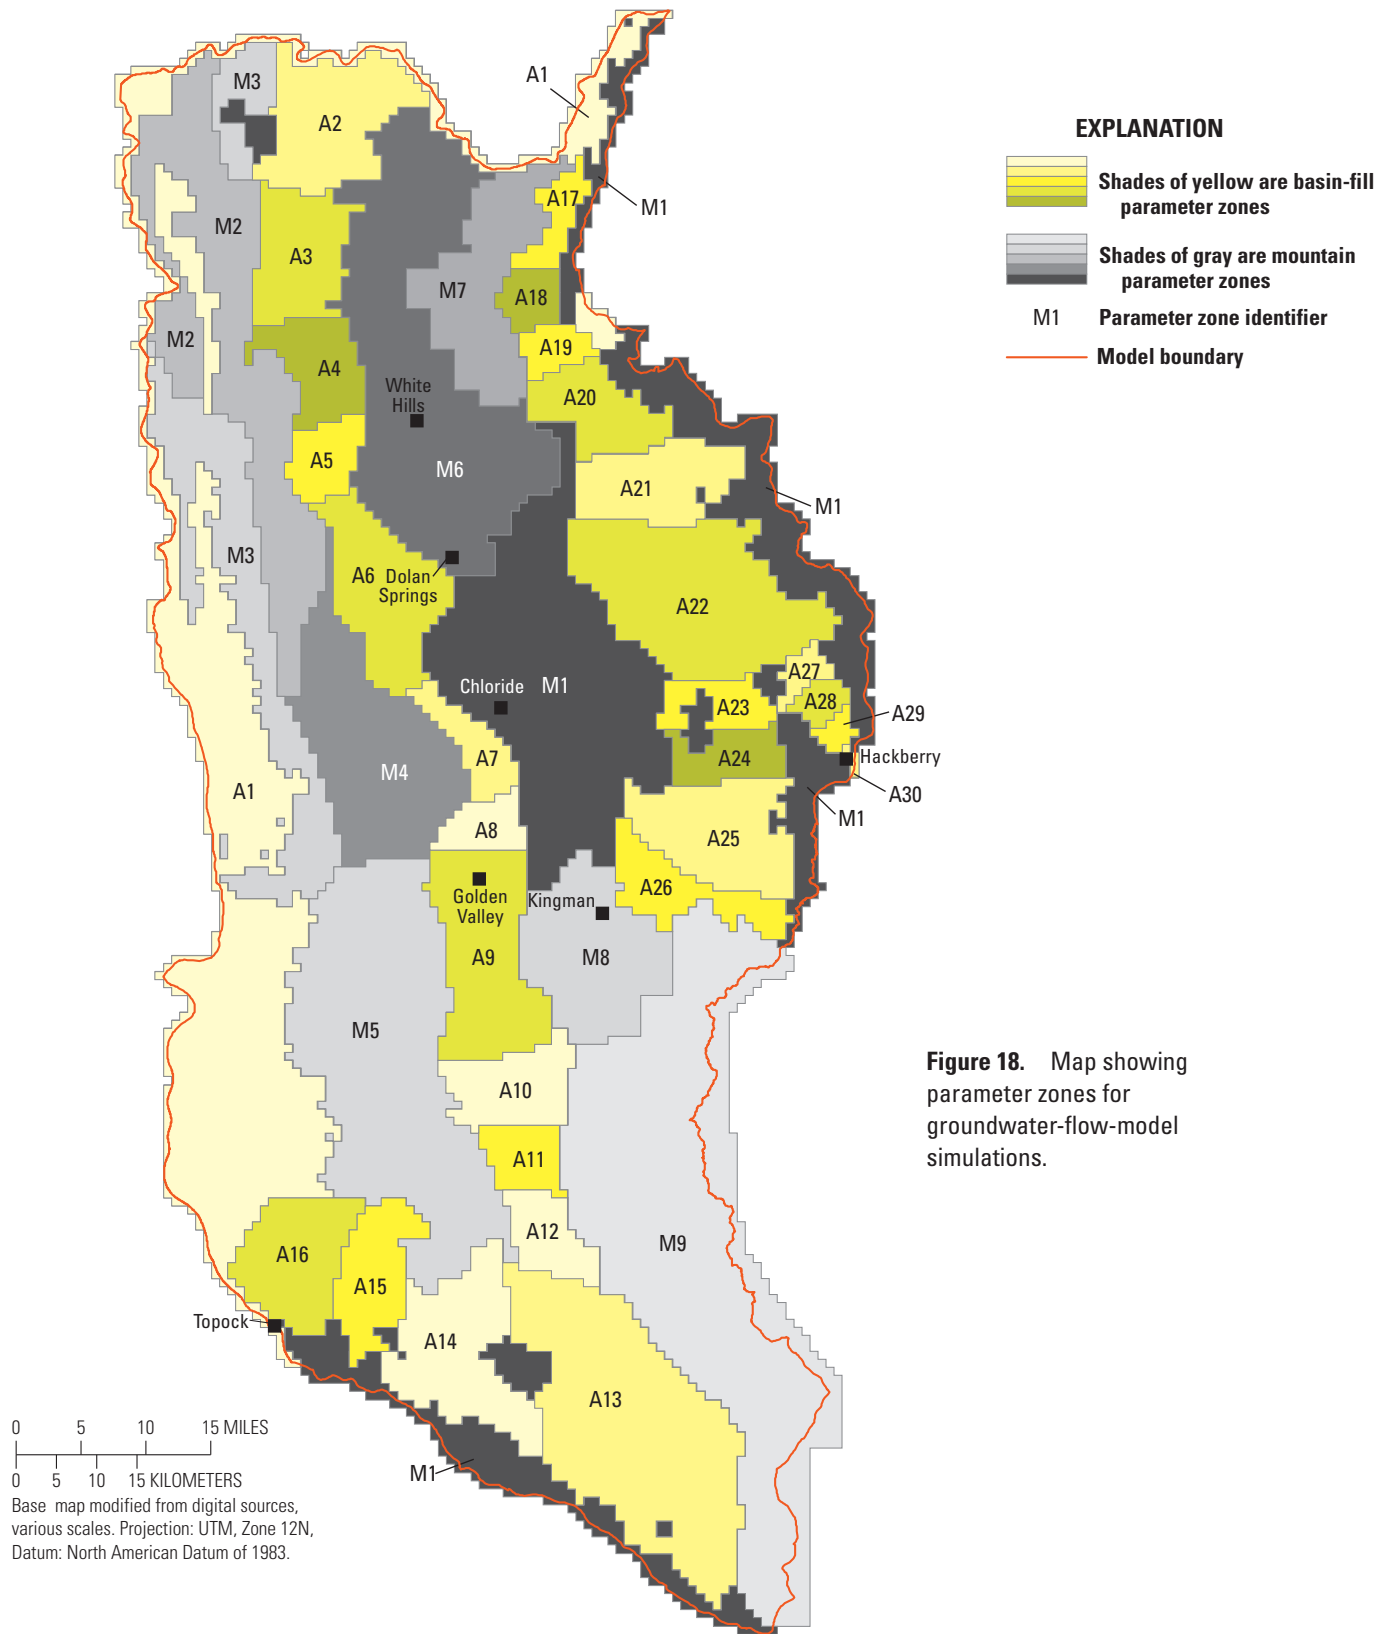 A1
M3
A2
EXPLANATION
Shades of yellow are basin-fill
parameter zones
A17
M1
M2
A3
Shades of gray are mountain
parameter zones
M7
A18
M1 Parameter zone identifier
M2
A19
Model boundary
A4
White
Hills
A20
A5
M6
A21
M1
M3
A6
Dolan
Springs
A22
A27
Chloride
M1
A28
A23
A29
A7
A24
Hackberry
M4
A1
A30
M1
A8
A25
A26
Golden
Valley
Kingman
A9
M8
M5
Figure 18. Map showing
parameter zones for
groundwater-flow-model
simulations.
A10
A11
A12
M9
A16
A15
Topock
A14
A13
0 5 10 15 MILES
0 5 10 15 KILOMETERS
M1
Base map modified from digital sources,
various scales. Projection: UTM, Zone 12N,
Datum: North American Datum of 1983.